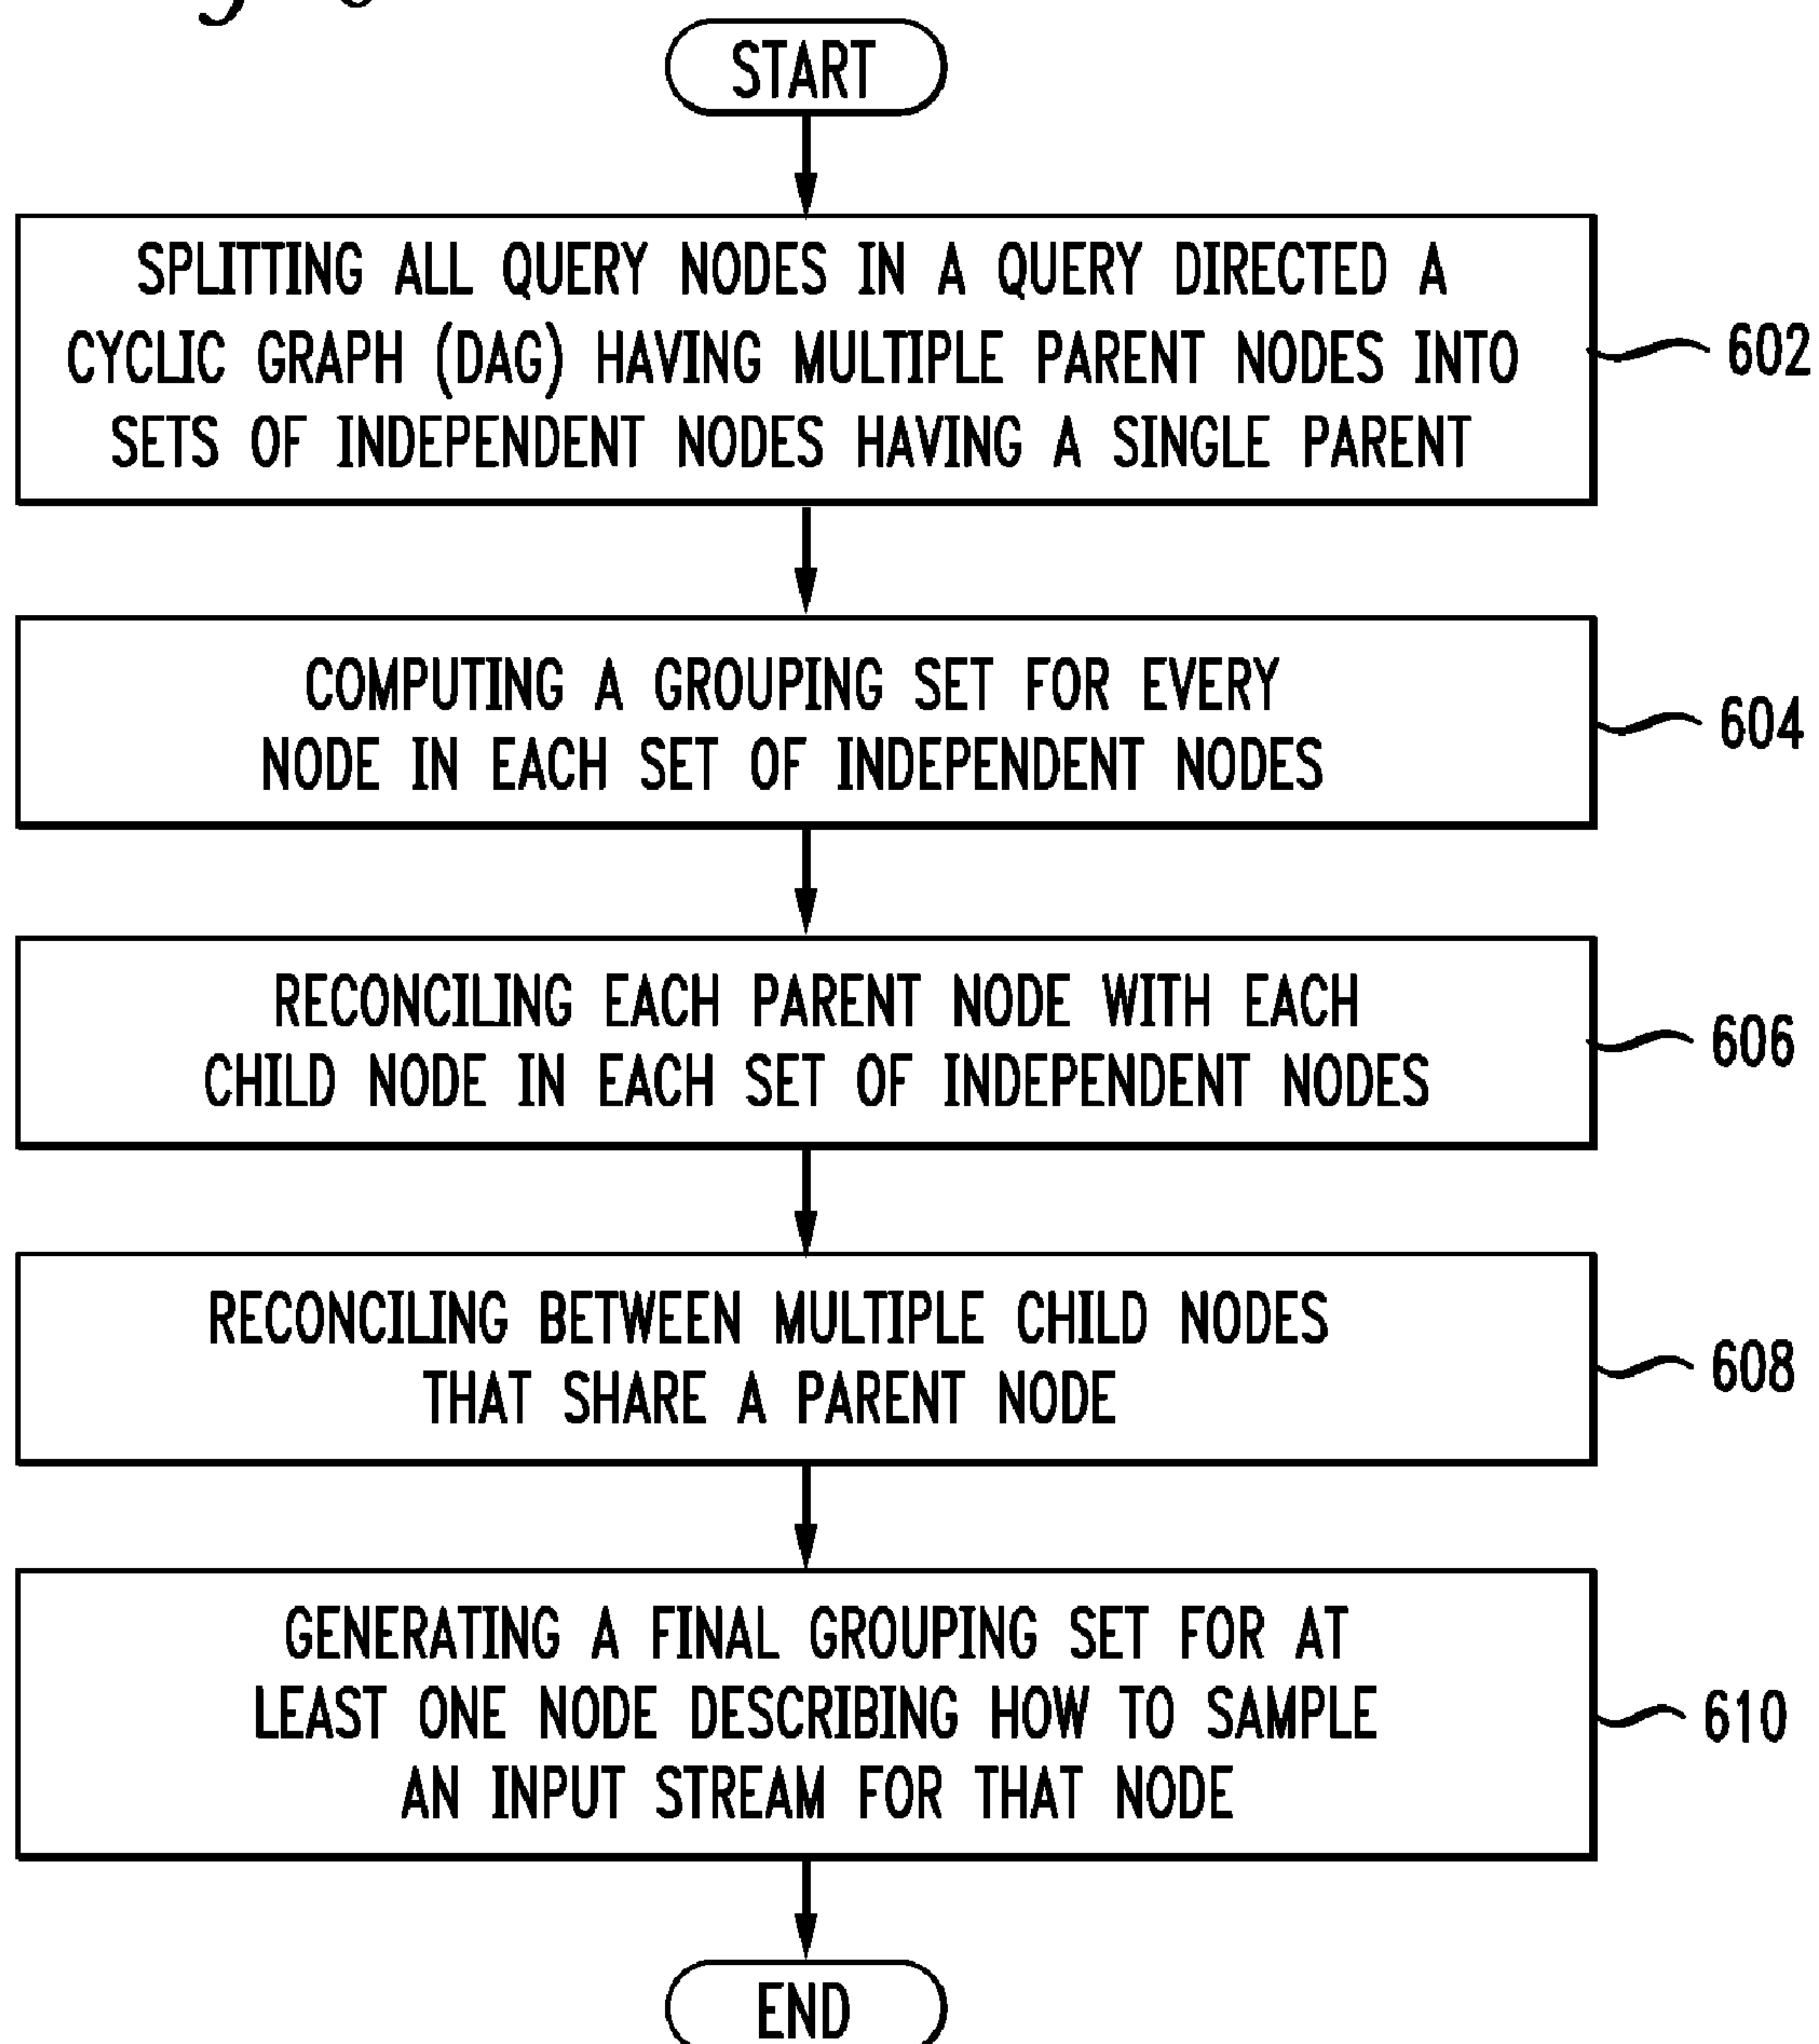 START
SPLITTING ALL QUERY NODES IN A QUERY DIRECTED A
CYCLIC GRAPH (DAG) HAVING MULTIPLE PARENT NODES INTO
SETS OF INDEPENDENT NODES HAVING A SINGLE PARENT
602
COMPUTING A GROUPING SET FOR EVERY
NODE IN EACH SET OF INDEPENDENT NODES
604
RECONCILING EACH PARENT NODE WITH EACH
CHILD NODE IN EACH SET OF INDEPENDENT NODES
606
RECONCILING BETWEEN MULTIPLE CHILD NODES
THAT SHARE A PARENT NODE
608
GENERATING A FINAL GROUPING SET FOR AT
LEAST ONE NODE DESCRIBING HOW TO SAMPLE
AN INPUT STREAM FOR THAT NODE
610
END